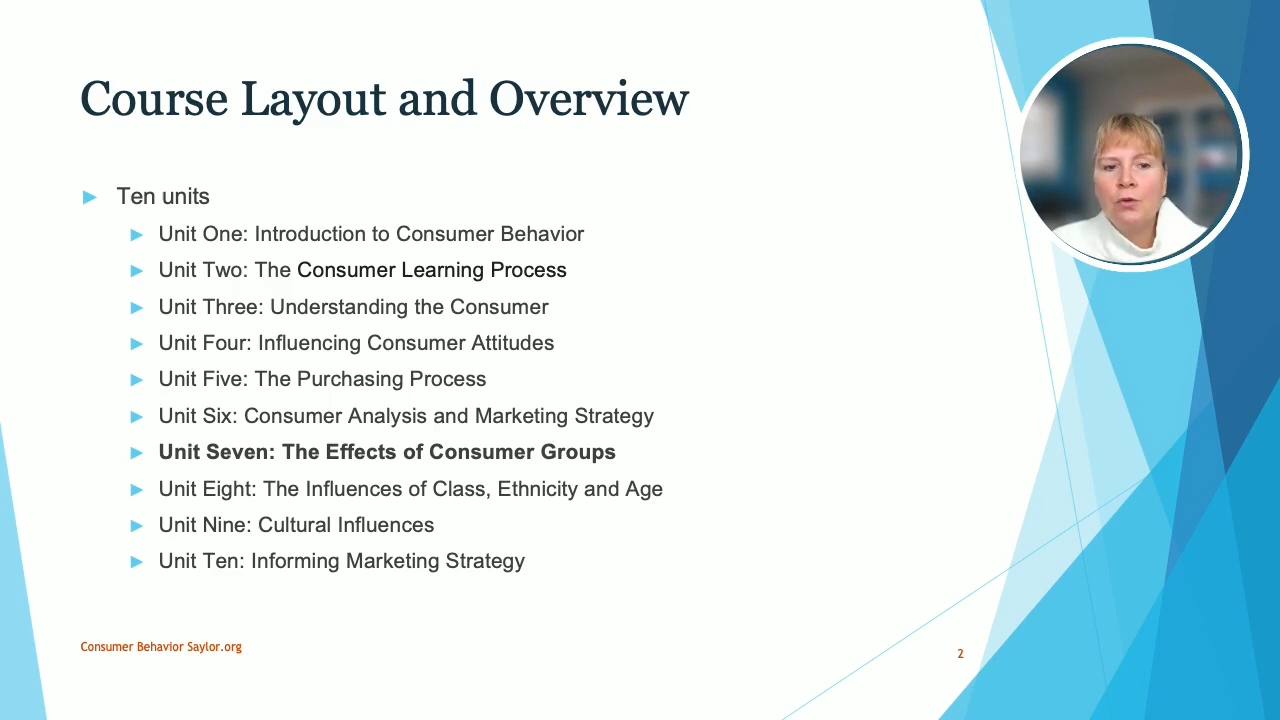 Course Layout and Overview
Ten units
Unit One: Introduction to Consumer Behavior
Unit Two: The Consumer Learning Process
Unit Three: Understanding the Consumer
Unit Four: Influencing Consumer Attitudes
Unit Five: The Purchasing Process
Unit Six: Consumer Analysis and Marketing Strategy
Unit Seven: The Effects of Consumer Groups
Unit Eight: The Influences of Class, Ethnicity and Age
Unit Nine: Cultural Influences
Unit Ten: Informing Marketing Strategy
Consumer Behavior Saylor.org
2